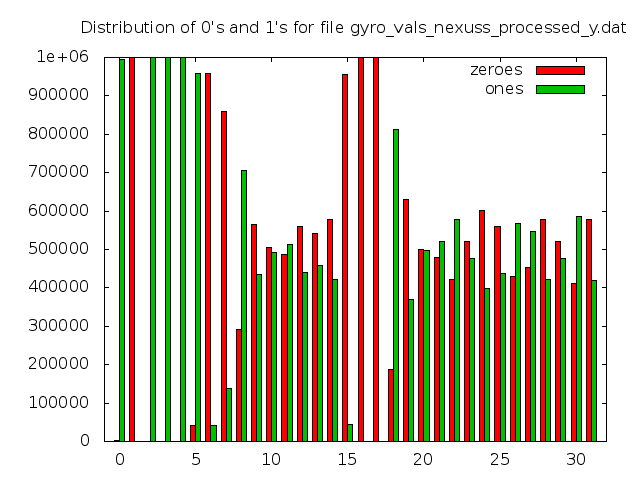 Distribution of 0's and 1's for file gyro_vals_nexuss_processed_y.dat
1e+06
900000
800000
700000
600000
500000
400000
300000
200000
100000
0
zeroes
ones
0 5 10 15 20 25 30